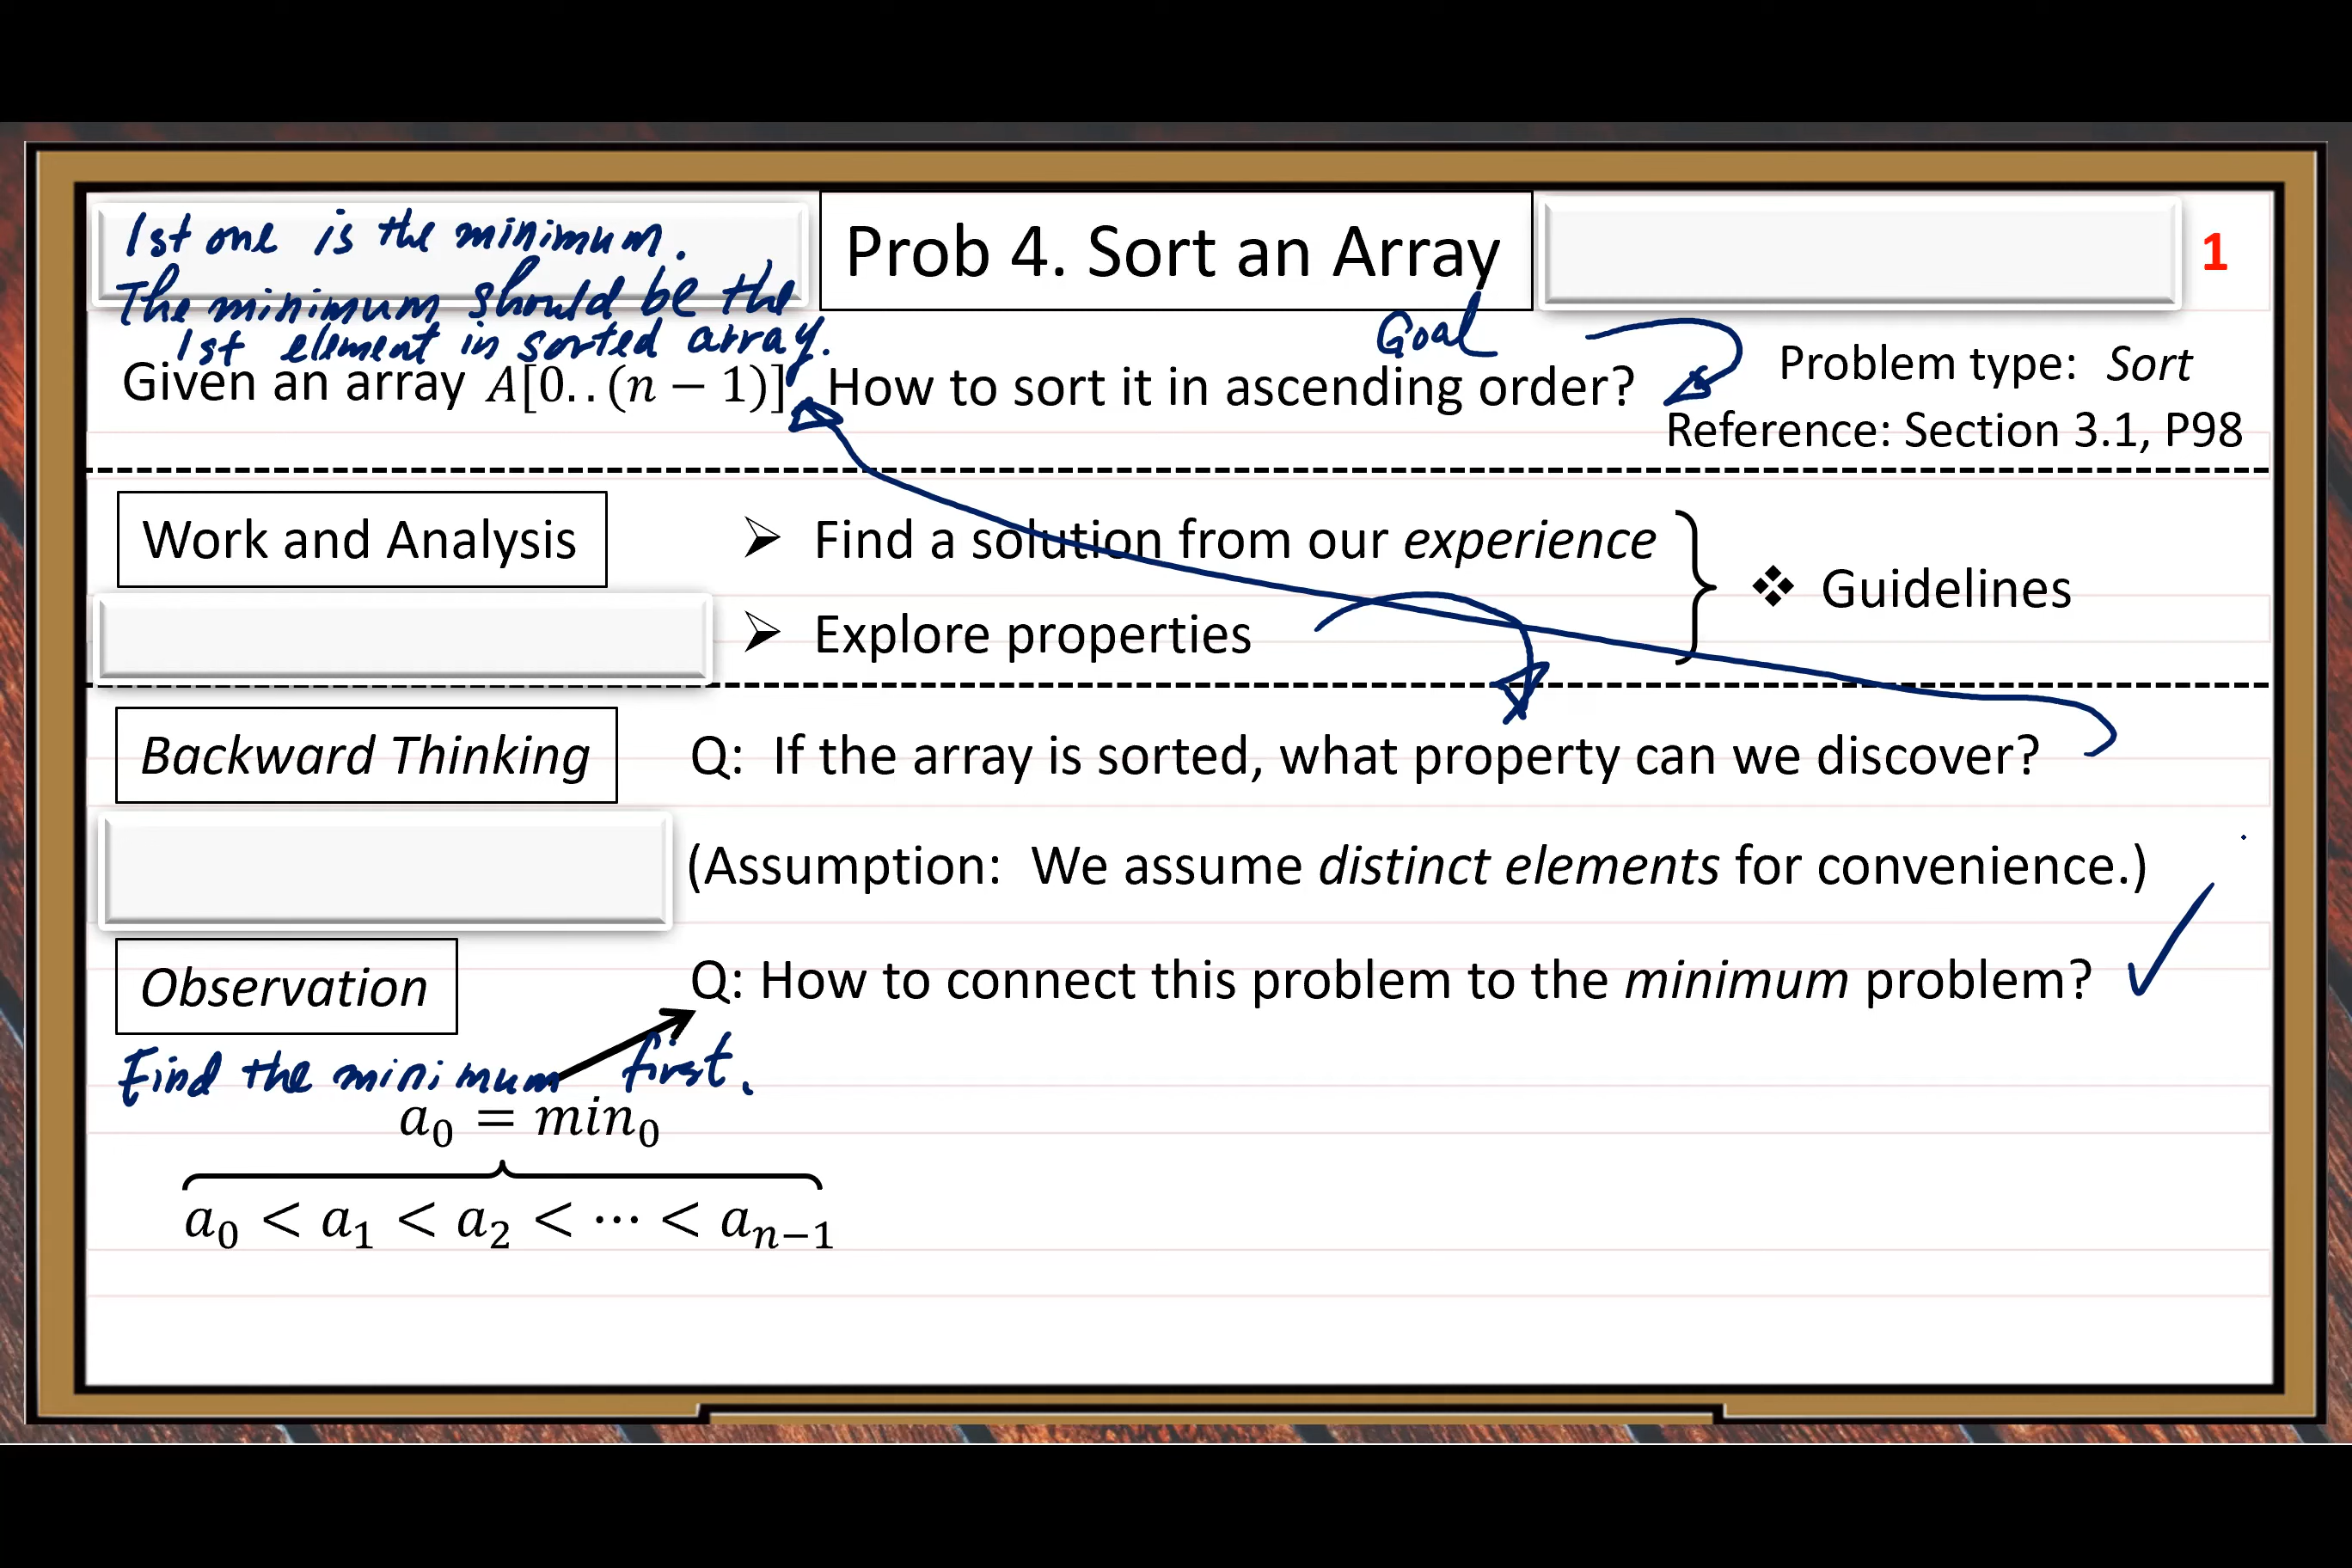 1st one is the minimum.
The minimum should be the
1st element in sorted array.
Prob 4. Sort an Array
1
Goal
Given an array A[0..(n − 1)] How to sort it in ascending order?
Problem type: Sort
Reference: Section 3.1, P98
Work and Analysis
➢ Find a solution from our experience
➢ Explore properties
❖ Guidelines
Backward Thinking
Q: If the array is sorted, what property can we discover?
(Assumption: We assume distinct elements for convenience.)
Observation
Q: How to connect this problem to the minimum problem? ✓
Find the minimum first.
a₀ = min₀
a₀ < a₁ < a₂ < ⋯ < aₙ₋₁